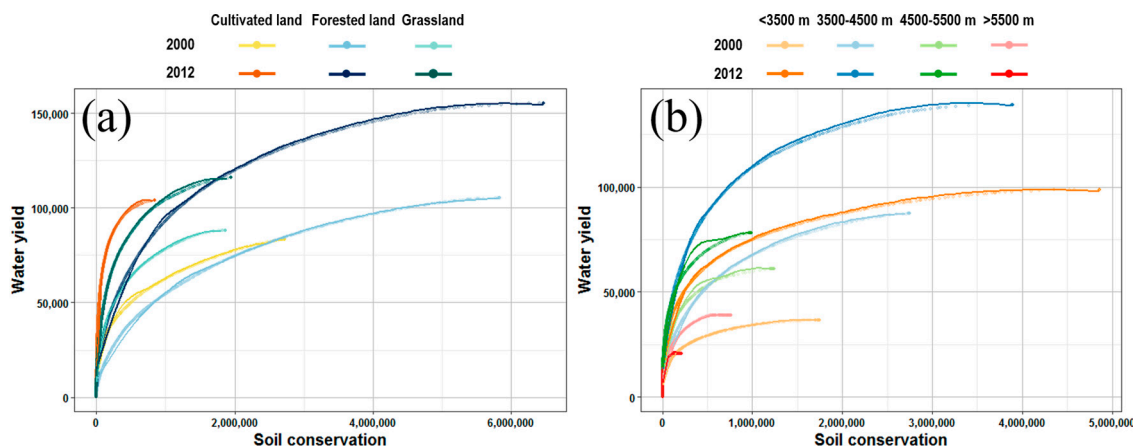 Cultivated land Forested land Grassland
2000
2012
(a)
Water yield
150,000
100,000
50,000
0
0 2,000,000 4,000,000 6,000,000
Soil conservation
<3500 m 3500-4500 m 4500-5500 m >5500 m
2000
2012
(b)
Water yield
100,000
50,000
0
0 1,000,000 2,000,000 3,000,000 4,000,000 5,000,000
Soil conservation